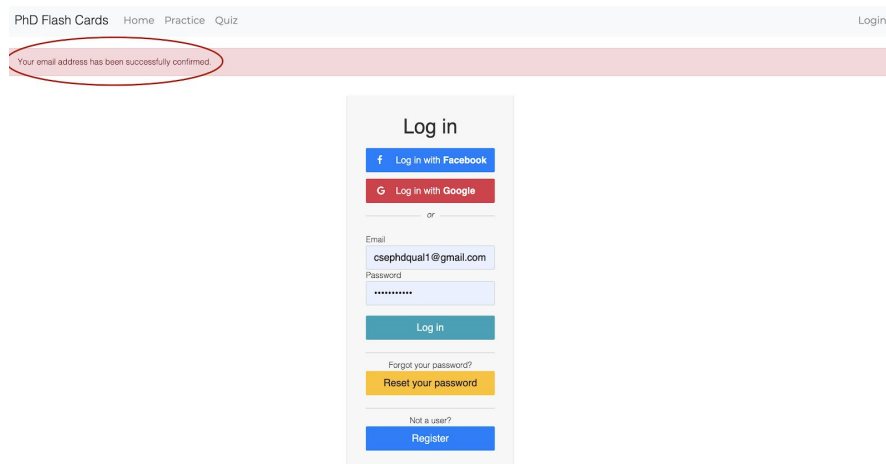 PhD Flash Cards Home Practice Quiz Login
Your email address has been successfully confirmed.
Log in
f Log in with Facebook
G Log in with Google
or
Email
csephdqual1@gmail.com
Password
•••••••••••
Log in
Forgot your password?
Reset your password
Not a user?
Register